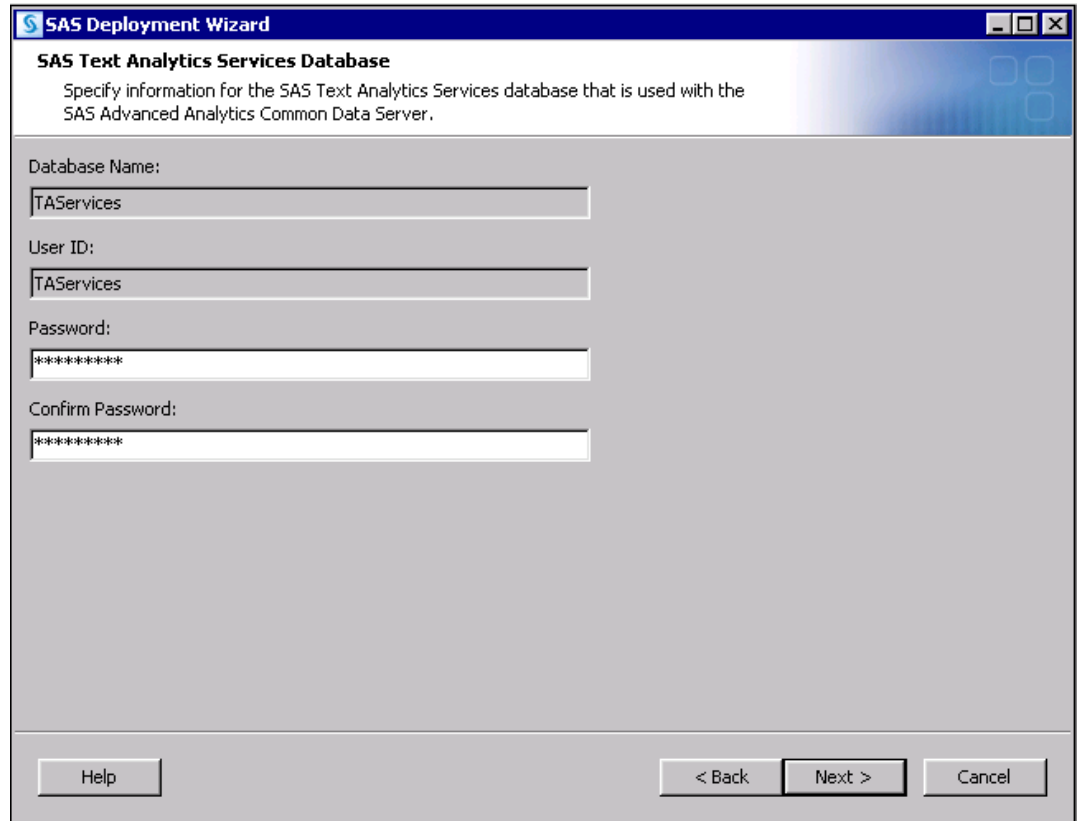 SAS Deployment Wizard
SAS Text Analytics Services Database
Specify information for the SAS Text Analytics Services database that is used with the
SAS Advanced Analytics Common Data Server.
Database Name:
TAServices
User ID:
TAServices
Password:
*********
Confirm Password:
*********
Help
< Back
Next >
Cancel